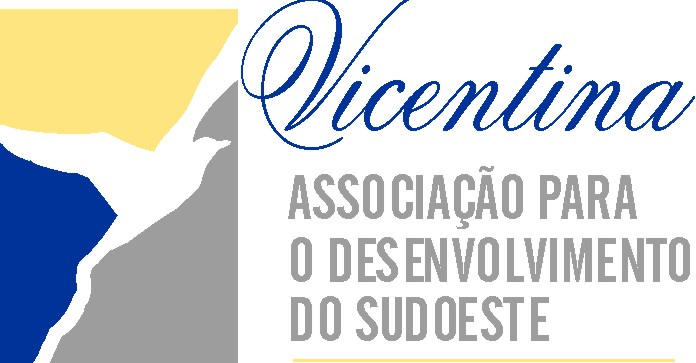 Vicentina
ASSOCIAÇÃO PARA
O DESENVOLVIMENTO
DO SUDOESTE